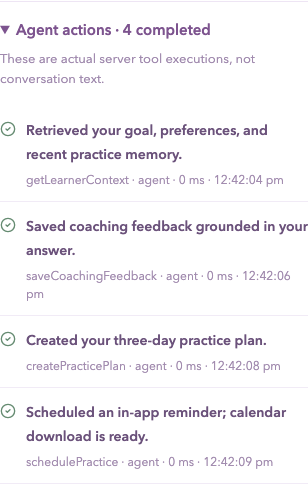 ▼ Agent actions · 4 completed
These are actual server tool executions, not
conversation text.
Retrieved your goal, preferences, and
recent practice memory.
getLearnerContext · agent · 0 ms · 12:42:04 pm
Saved coaching feedback grounded in your
answer.
saveCoachingFeedback · agent · 0 ms · 12:42:06
pm
Created your three-day practice plan.
createPracticePlan · agent · 0 ms · 12:42:08 pm
Scheduled an in-app reminder; calendar
download is ready.
schedulePractice · agent · 0 ms · 12:42:09 pm